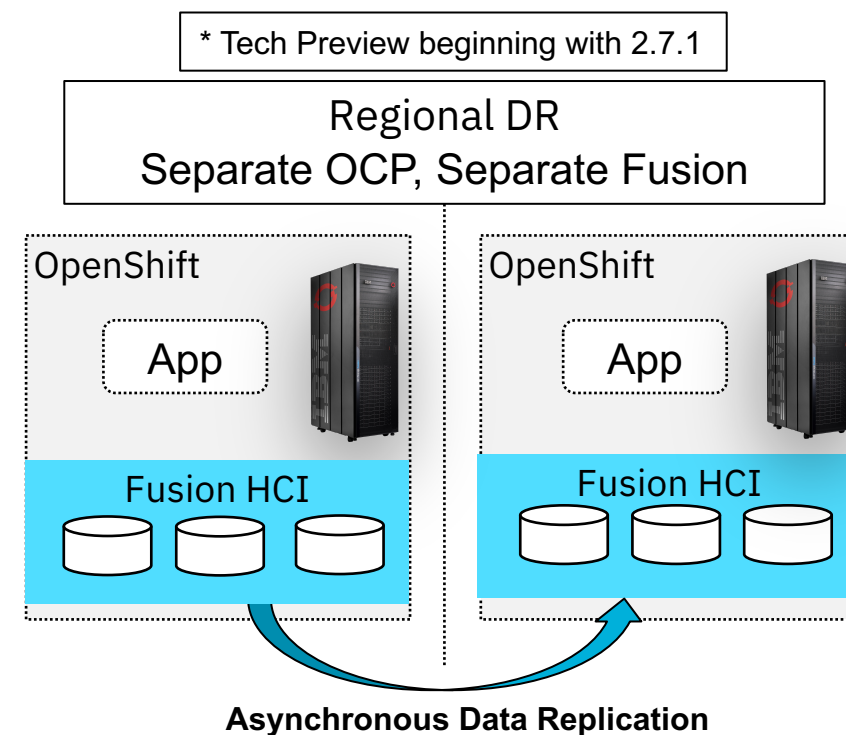 * Tech Preview beginning with 2.7.1
Regional DR
Separate OCP, Separate Fusion
OpenShift
App
Fusion HCI
OpenShift
App
Fusion HCI
Asynchronous Data Replication